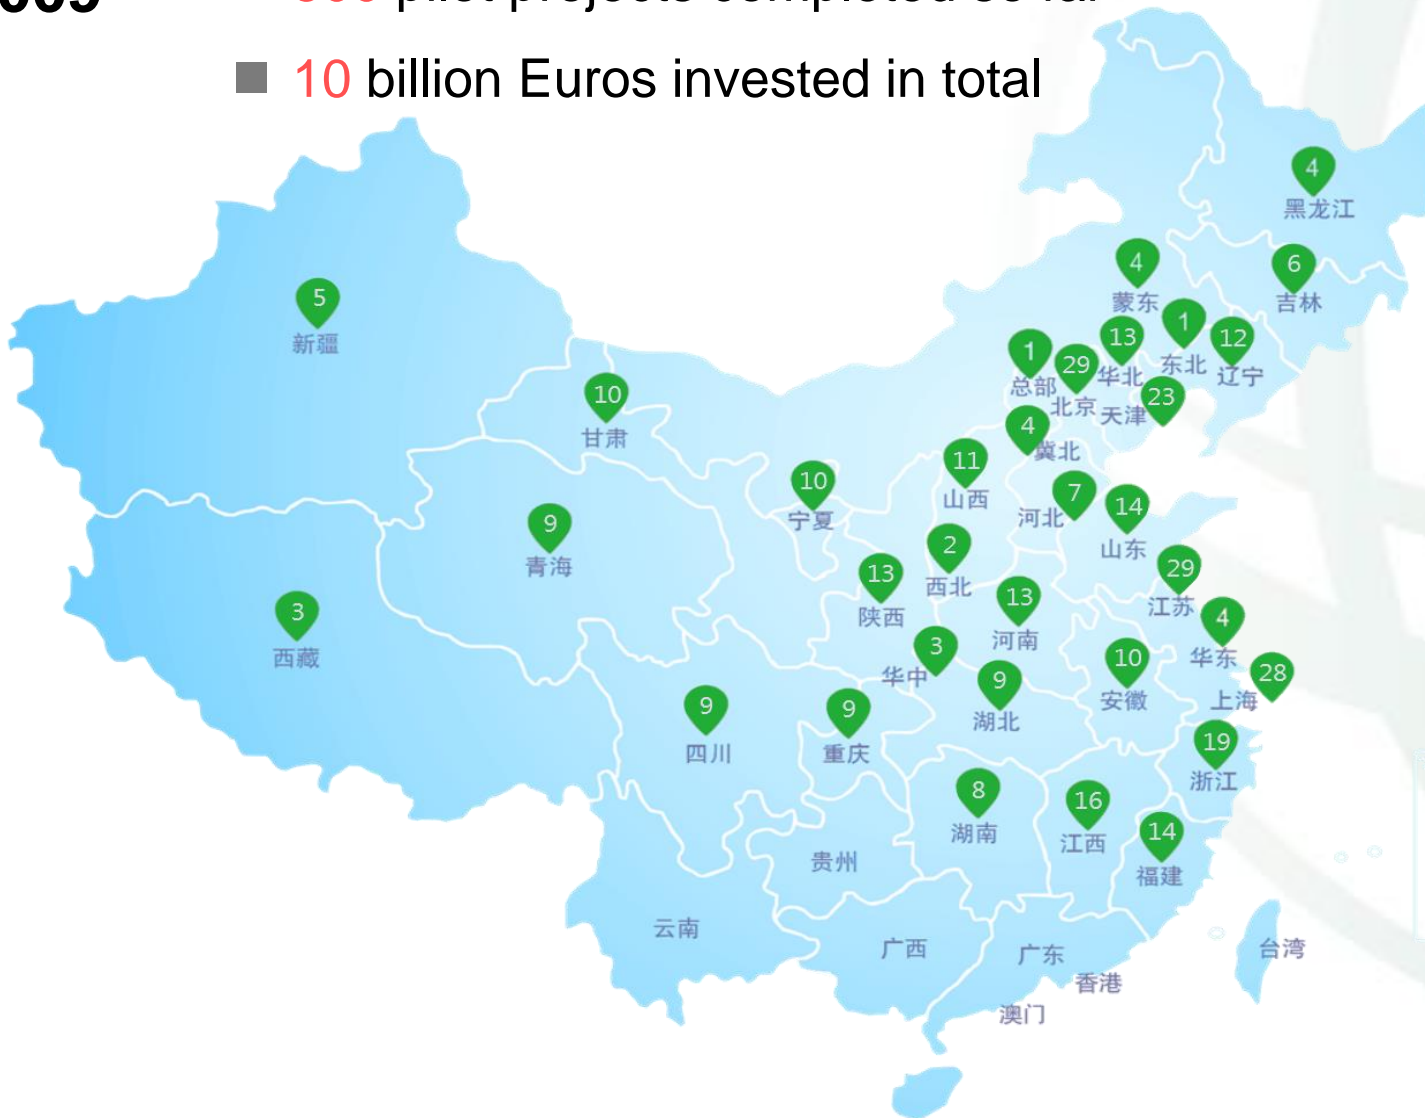 pilot projects completed so far
■ 10 billion Euros invested in total
4
黑龙江
4
蒙东
6
吉林
5
新疆
1
东北
12
辽宁
13
华北
1
总部
29
北京
23
天津
10
甘肃
4
冀北
11
山西
10
宁夏
7
河北
14
山东
9
青海
2
西北
13
陕西
29
江苏
13
河南
4
华东
3
西藏
3
华中
10
安徽
28
上海
9
湖北
9
四川
9
重庆
19
浙江
8
湖南
16
江西
14
福建
贵州
云南
广西
广东
香港
澳门
台湾